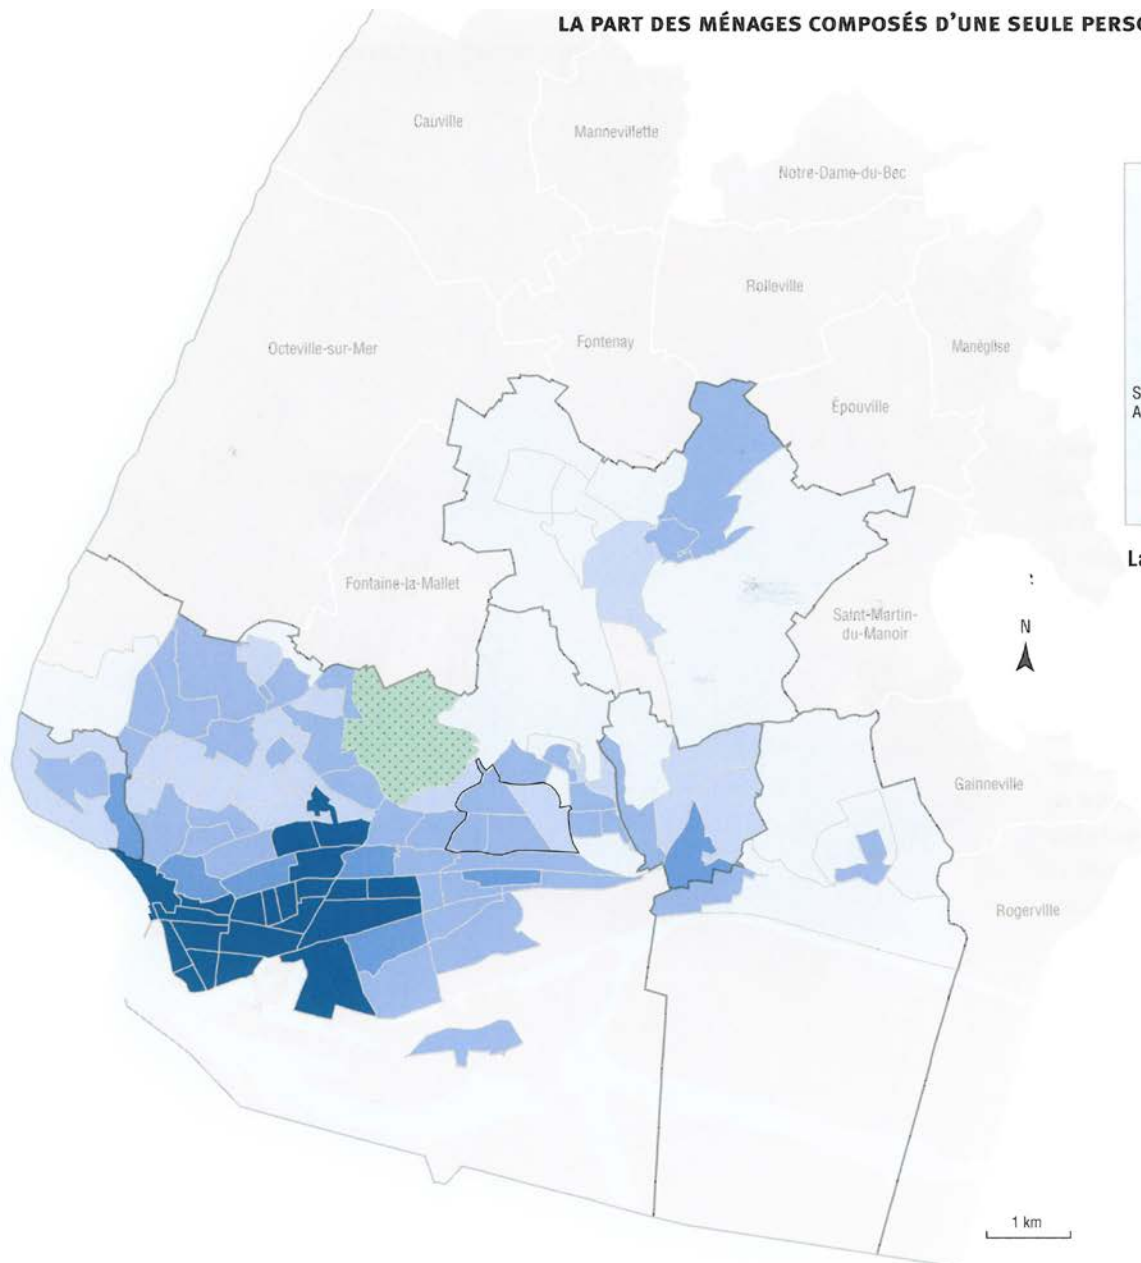 LA PART DES MÉNAGES COMPOSÉS D'UNE SEULE PERSO
Cauville
Mannevillette
Notre-Dame-du-Bec
Rolleville
Octeville-sur-Mer
Fontenay
Manéglise
S
A
Épouville
La
Fontaine-la-Mallet
Saint-Martin-
du-Manoir
N
Gainneville
Rogerville
1 km